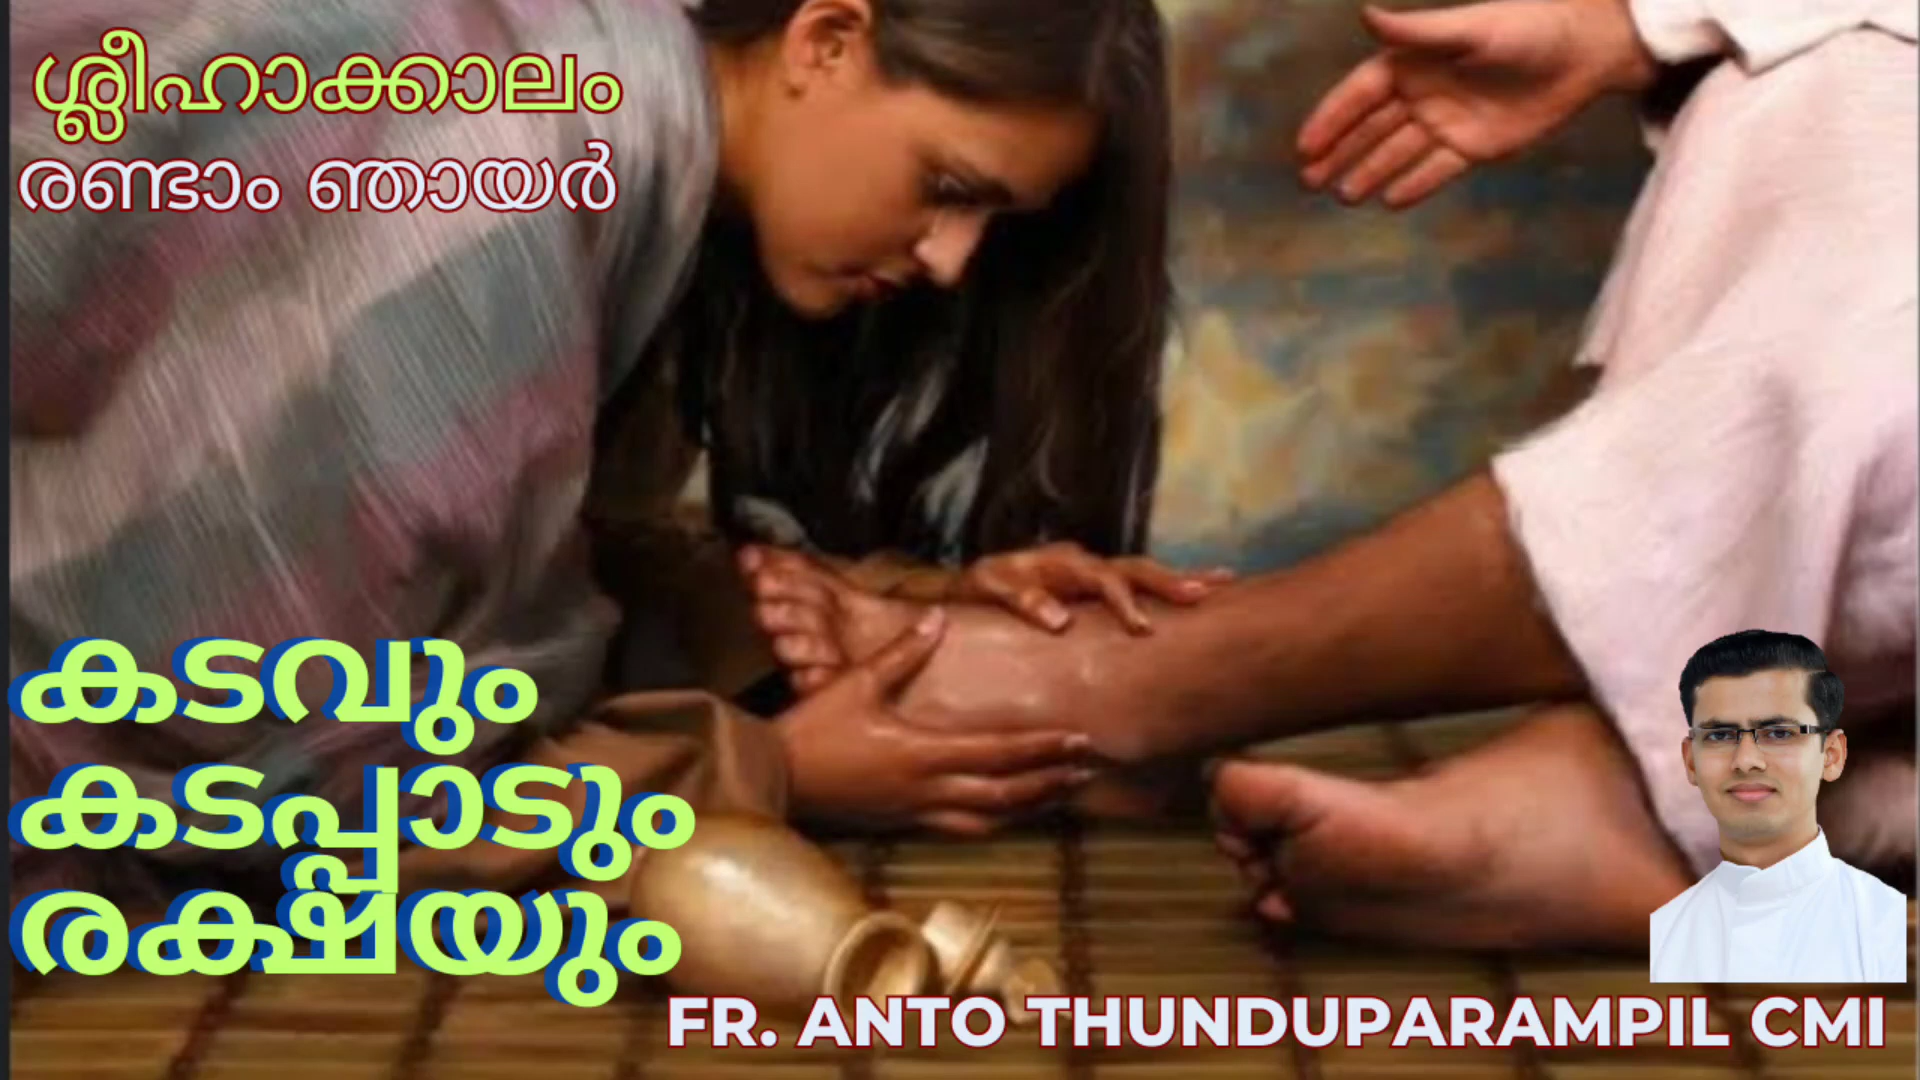 ശ്ലീഹാക്കാലം
രണ്ടാം ഞായർ
കടവും
കടപ്പാടും
രക്ഷയും
FR. ANTO THUNDUPARAMPIL CMI